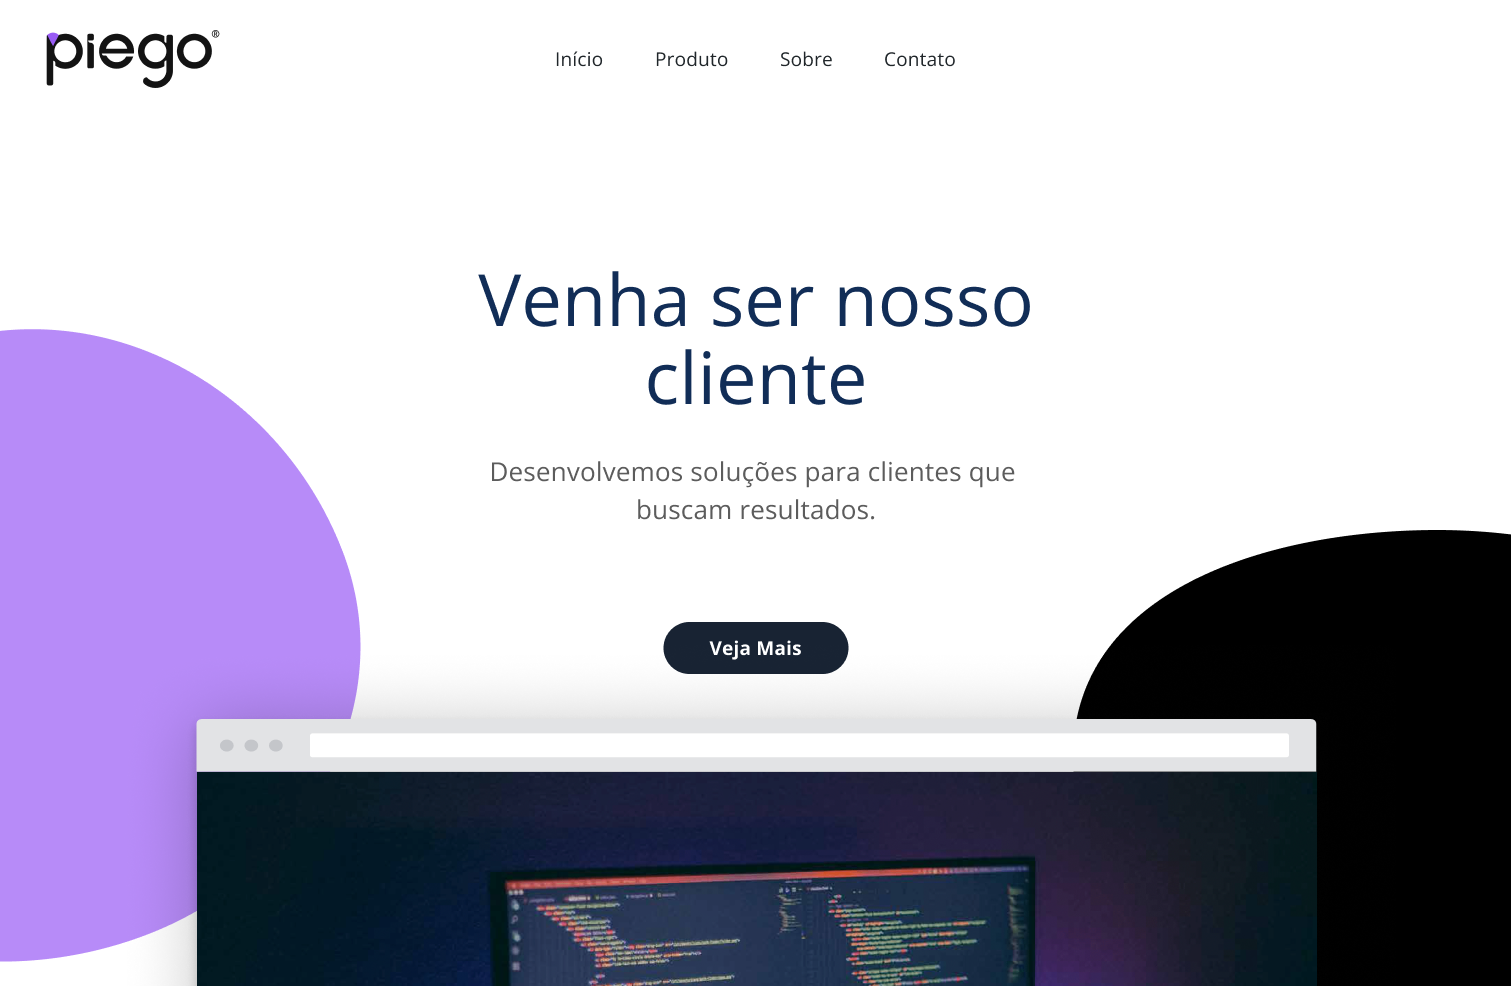 piego®
Início Produto Sobre Contato
Venha ser nosso
cliente
Desenvolvemos soluções para clientes que
buscam resultados.
Veja Mais